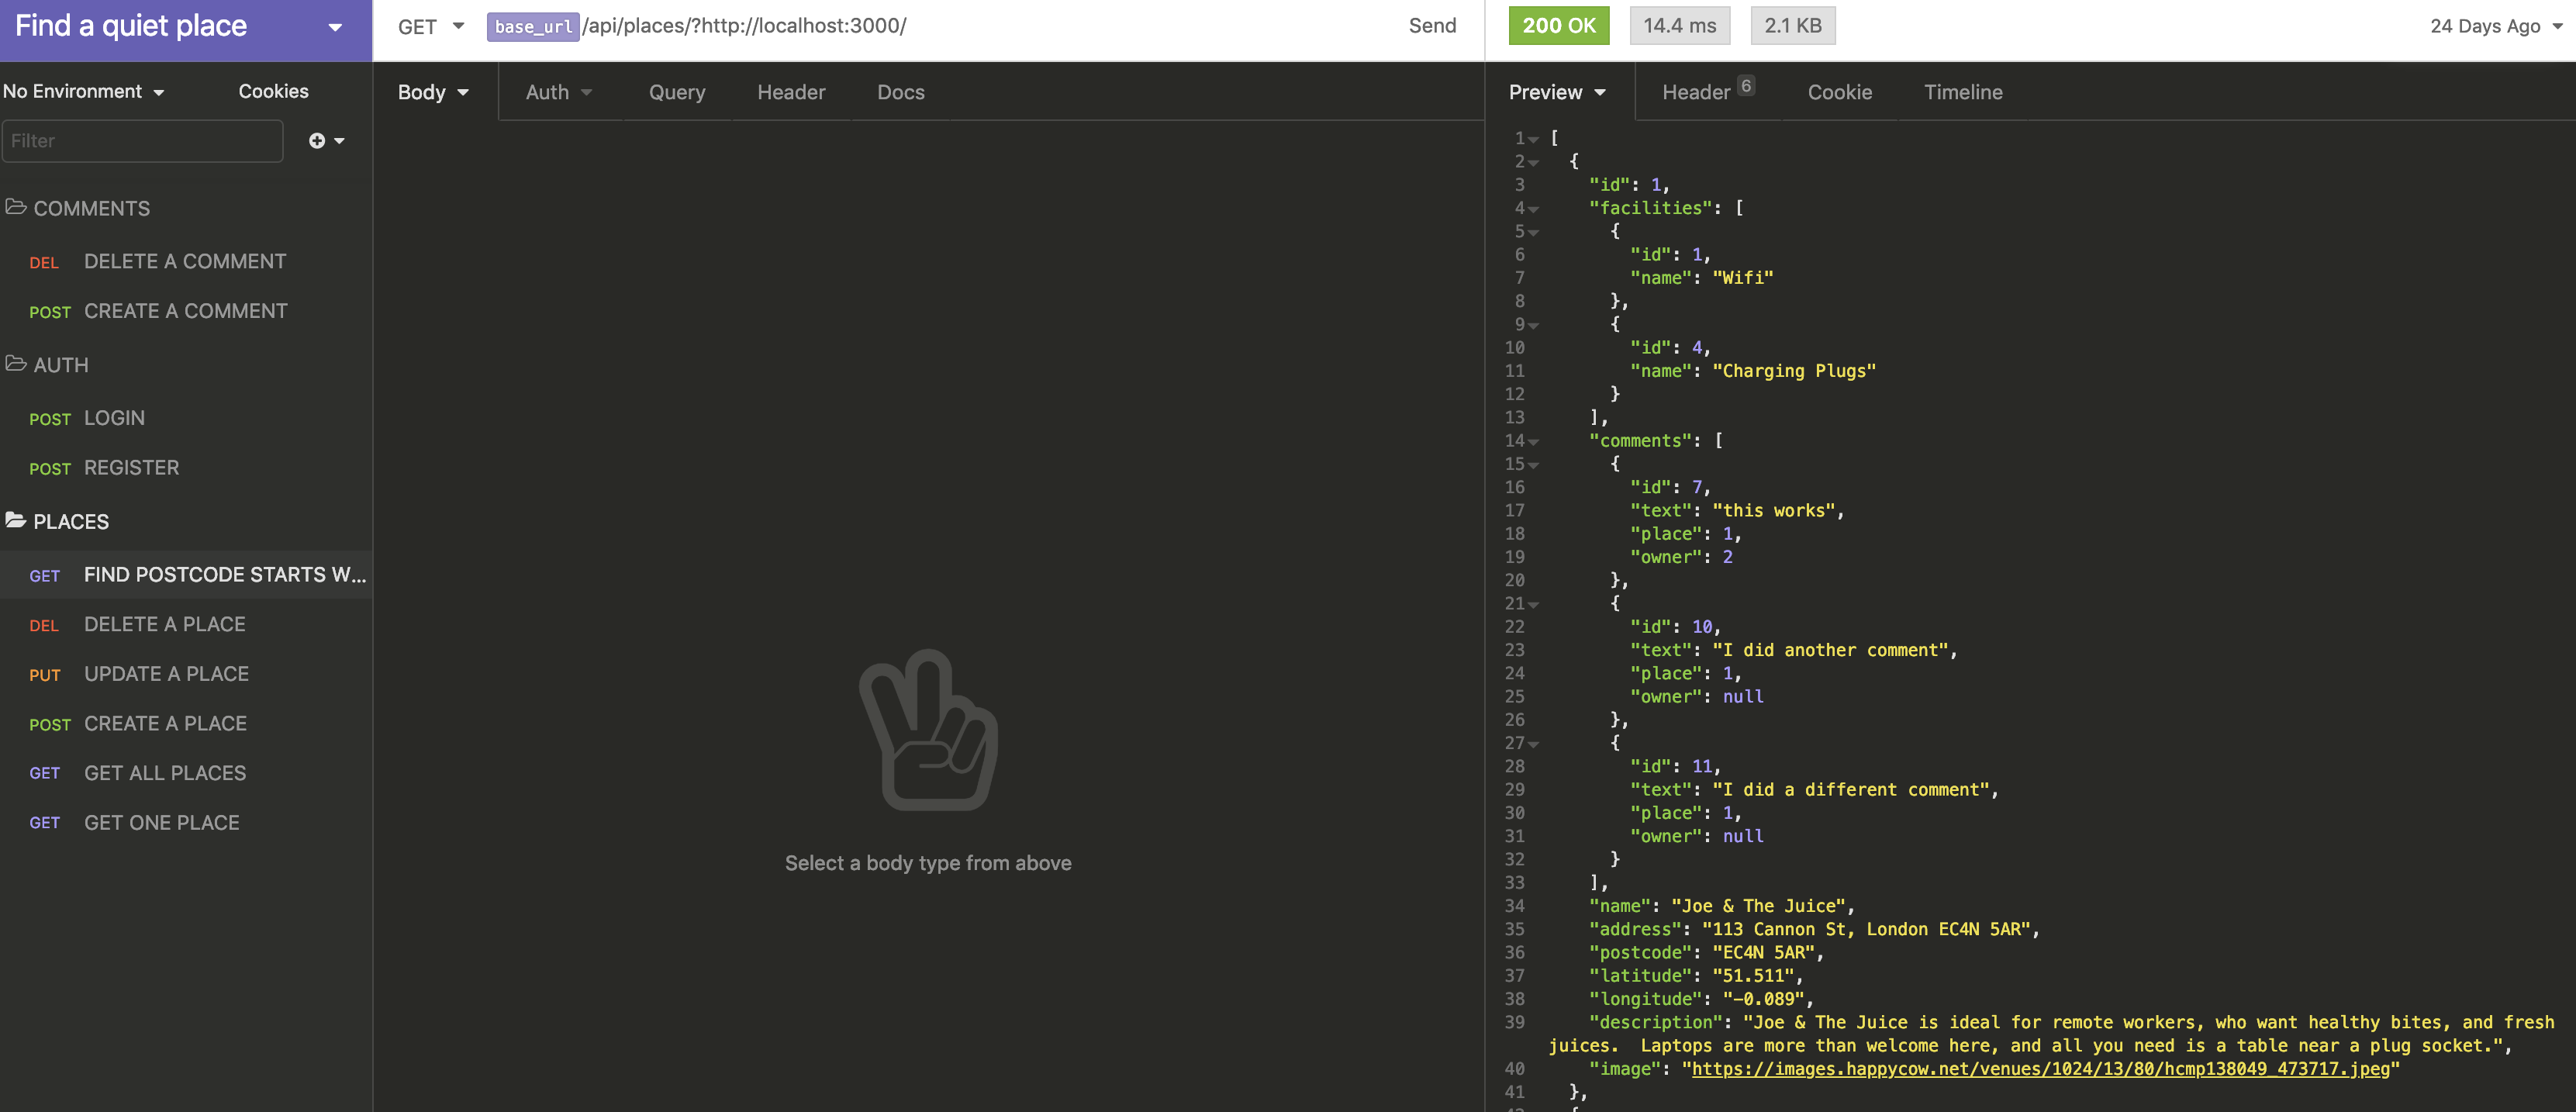 Find a quiet place
GET base_url /api/places/?http://localhost:3000/ Send
200 OK 14.4 ms 2.1 KB 24 Days Ago
No Environment Cookies
Filter
COMMENTS
DEL DELETE A COMMENT
POST CREATE A COMMENT
AUTH
POST LOGIN
POST REGISTER
PLACES
GET FIND POSTCODE STARTS W...
DEL DELETE A PLACE
PUT UPDATE A PLACE
POST CREATE A PLACE
GET GET ALL PLACES
GET GET ONE PLACE
Body Auth Query Header Docs
Select a body type from above
Preview Header 6 Cookie Timeline
1 [
2 {
3 "id": 1,
4 "facilities": [
5 {
6 "id": 1,
7 "name": "Wifi"
8 },
9 {
10 "id": 4,
11 "name": "Charging Plugs"
12 }
13 ],
14 "comments": [
15 {
16 "id": 7,
17 "text": "this works",
18 "place": 1,
19 "owner": 2
20 },
21 {
22 "id": 10,
23 "text": "I did another comment",
24 "place": 1,
25 "owner": null
26 },
27 {
28 "id": 11,
29 "text": "I did a different comment",
30 "place": 1,
31 "owner": null
32 }
33 ],
34 "name": "Joe & The Juice",
35 "address": "113 Cannon St, London EC4N 5AR",
36 "postcode": "EC4N 5AR",
37 "latitude": "51.511",
38 "longitude": "-0.089",
39 "description": "Joe & The Juice is ideal for remote workers, who want healthy bites, and fresh
juices.  Laptops are more than welcome here, and all you need is a table near a plug socket.",
40 "image": "https://images.happycow.net/venues/1024/13/80/hcmp138049_473717.jpeg"
41 },